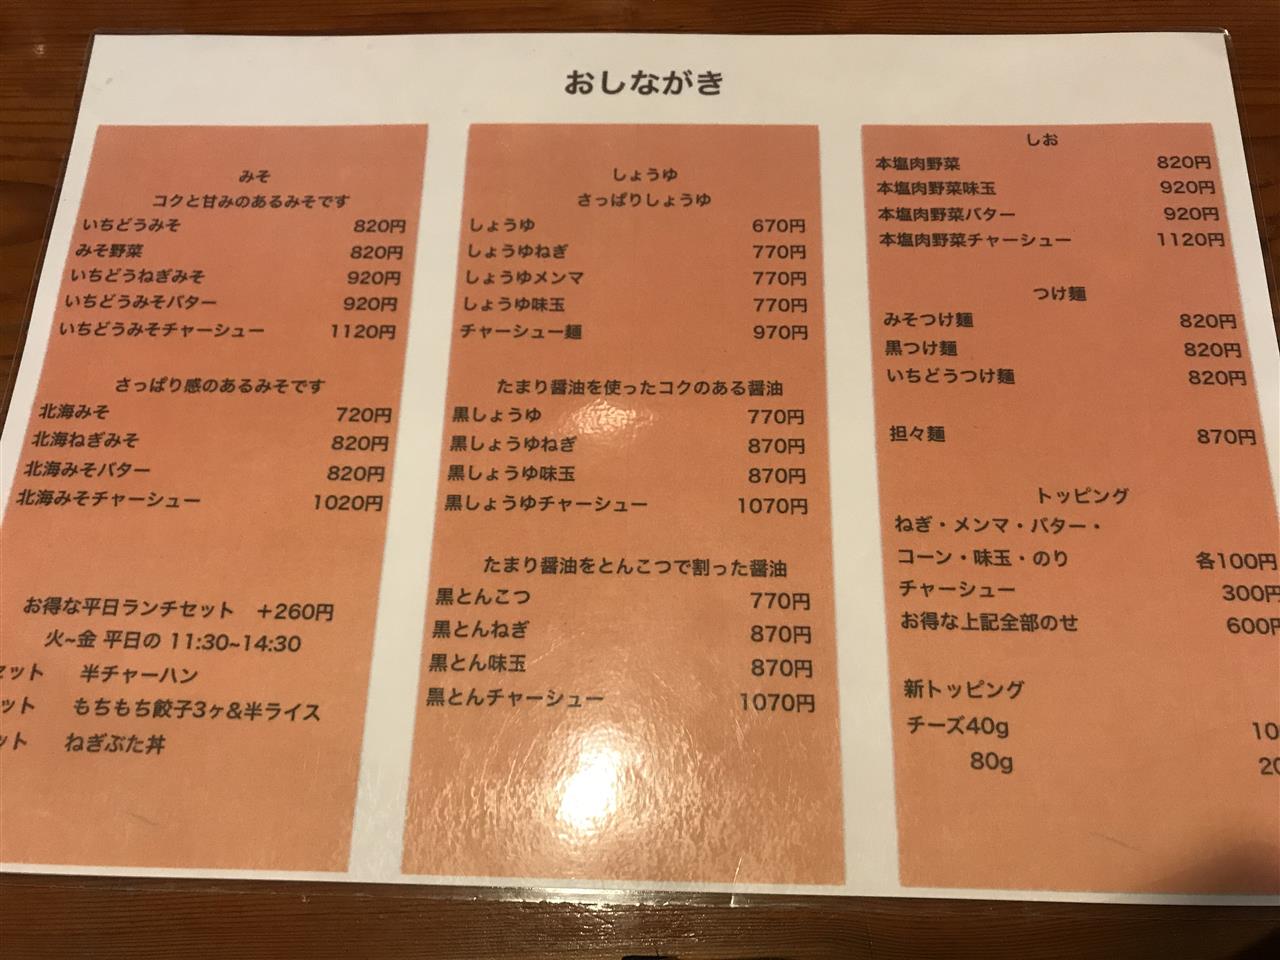 おしながき
みそ
コクと甘みのあるみそです
いちどうみそ 820円
みそ野菜 820円
いちどうねぎみそ 920円
いちどうみそバター 920円
いちどうみそチャーシュー 1120円
さっぱり感のあるみそです
北海みそ 720円
北海ねぎみそ 820円
北海みそバター 820円
北海みそチャーシュー 1020円
お得な平日ランチセット +260円
火~金 平日の 11:30~14:30
セット 半チャーハン
ット もちもち餃子3ヶ&半ライス
ット ねぎぶた丼
しょうゆ
さっぱりしょうゆ
しょうゆ 670円
しょうゆねぎ 770円
しょうゆメンマ 770円
しょうゆ味玉 770円
チャーシュー麺 970円
たまり醤油を使ったコクのある醤油
黒しょうゆ 770円
黒しょうゆねぎ 870円
黒しょうゆ味玉 870円
黒しょうゆチャーシュー 1070円
たまり醤油をとんこつで割った醤油
黒とんこつ 770円
黒とんねぎ 870円
黒とん味玉 870円
黒とんチャーシュー 1070円
しお
本塩肉野菜 820円
本塩肉野菜味玉 920円
本塩肉野菜バター 920円
本塩肉野菜チャーシュー 1120円
つけ麺
みそつけ麺 820円
黒つけ麺 820円
いちどうつけ麺 820円
担々麺 870円
トッピング
ねぎ・メンマ・バター・
コーン・味玉・のり 各100円
チャーシュー 300円
お得な上記全部のせ 600円
新トッピング
チーズ40g 10
80g 20